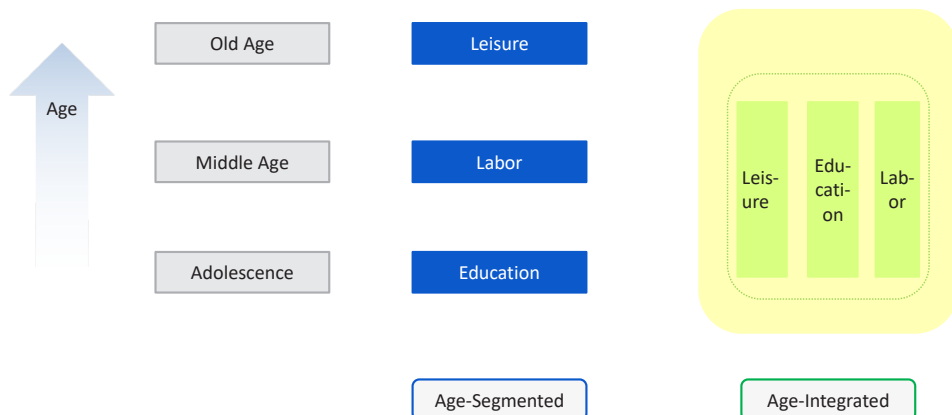 Old Age
Leisure
Age
Middle Age
Labor
Leis-
ure
Edu-
cati-
on
Lab-
or
Adolescence
Education
Age-Segmented
Age-Integrated